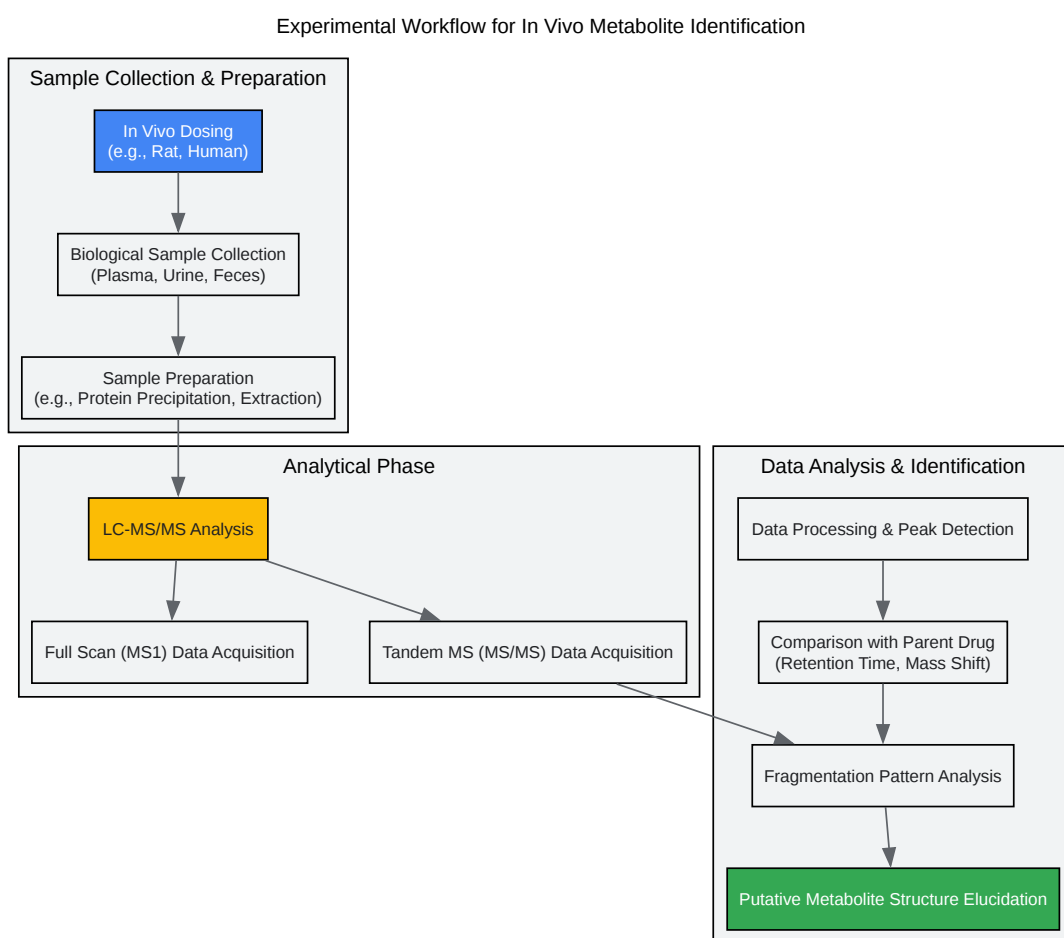 Experimental Workflow for In Vivo Metabolite Identification
Sample Collection & Preparation
In Vivo Dosing
(e.g., Rat, Human)
Biological Sample Collection
(Plasma, Urine, Feces)
Sample Preparation
(e.g., Protein Precipitation, Extraction)
Analytical Phase
LC-MS/MS Analysis
Full Scan (MS1) Data Acquisition
Tandem MS (MS/MS) Data Acquisition
Data Analysis & Identification
Data Processing & Peak Detection
Comparison with Parent Drug
(Retention Time, Mass Shift)
Fragmentation Pattern Analysis
Putative Metabolite Structure Elucidation